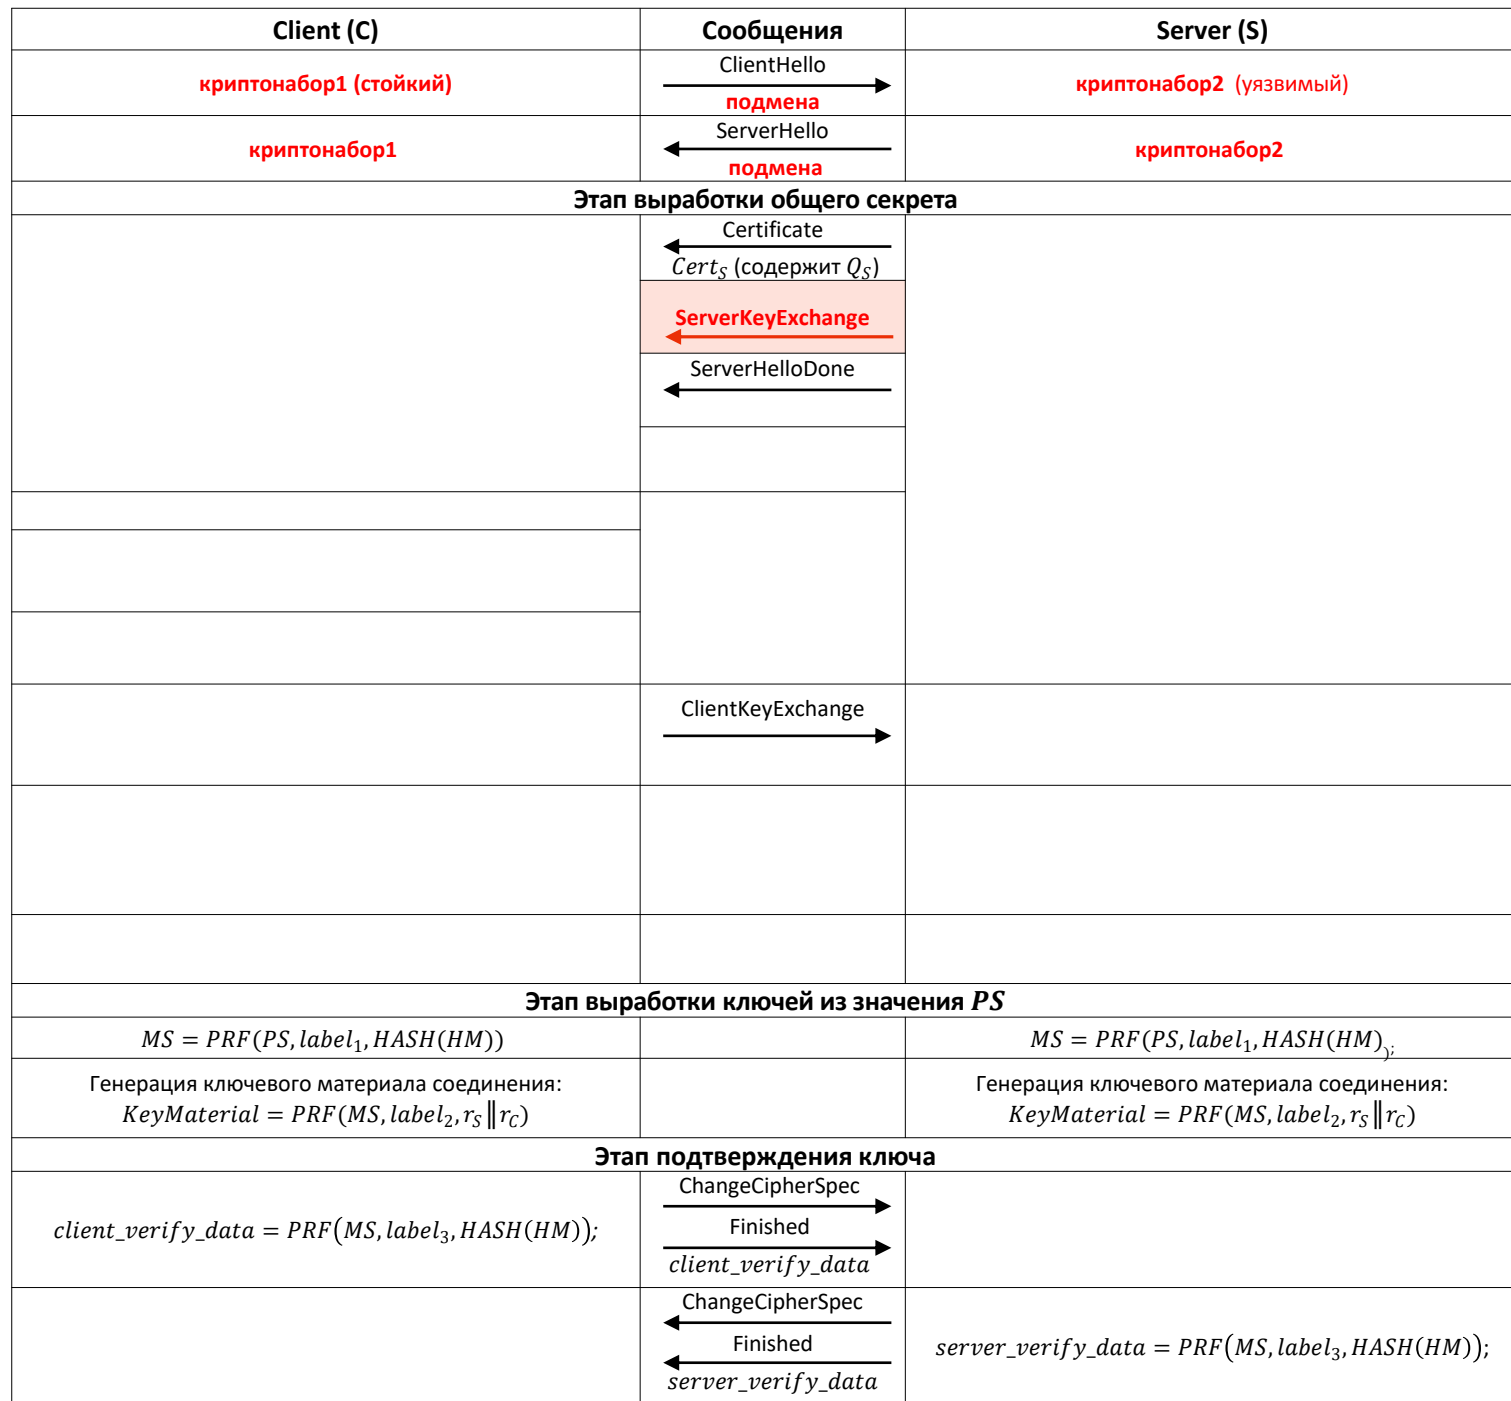 Client (C) Сообщения Server (S)
криптонабор1 (стойкий) ClientHello криптонабор2 (уязвимый)
подмена
криптонабор1 ServerHello криптонабор2
подмена
Этап выработки общего секрета
Certificate
Cert_S (содержит Q_S)
ServerKeyExchange
ServerHelloDone
ClientKeyExchange
Этап выработки ключей из значения PS
MS = PRF(PS, label_1, HASH(HM)) MS = PRF(PS, label_1, HASH(HM));
Генерация ключевого материала соединения: Генерация ключевого материала соединения:
KeyMaterial = PRF(MS, label_2, r_S‖r_C) KeyMaterial = PRF(MS, label_2, r_S‖r_C)
Этап подтверждения ключа
ChangeCipherSpec
client_verify_data = PRF(MS, label_3, HASH(HM)); Finished
client_verify_data
ChangeCipherSpec
Finished server_verify_data = PRF(MS, label_3, HASH(HM));
server_verify_data